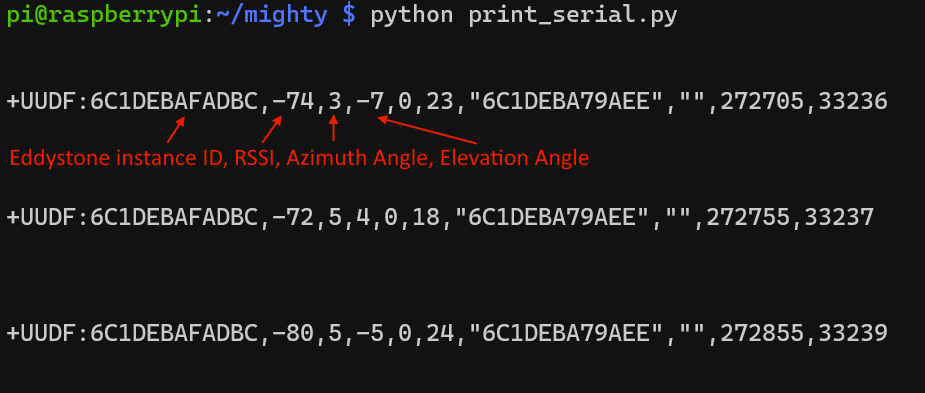 pi@raspberrypi:~/mighty $ python print_serial.py
+UUDF:6C1DEBAFADBC,-74,3,-7,0,23,"6C1DEBA79AEE","",272705,33236
Eddystone instance ID, RSSI, Azimuth Angle, Elevation Angle
+UUDF:6C1DEBAFADBC,-72,5,4,0,18,"6C1DEBA79AEE","",272755,33237
+UUDF:6C1DEBAFADBC,-80,5,-5,0,24,"6C1DEBA79AEE","",272855,33239